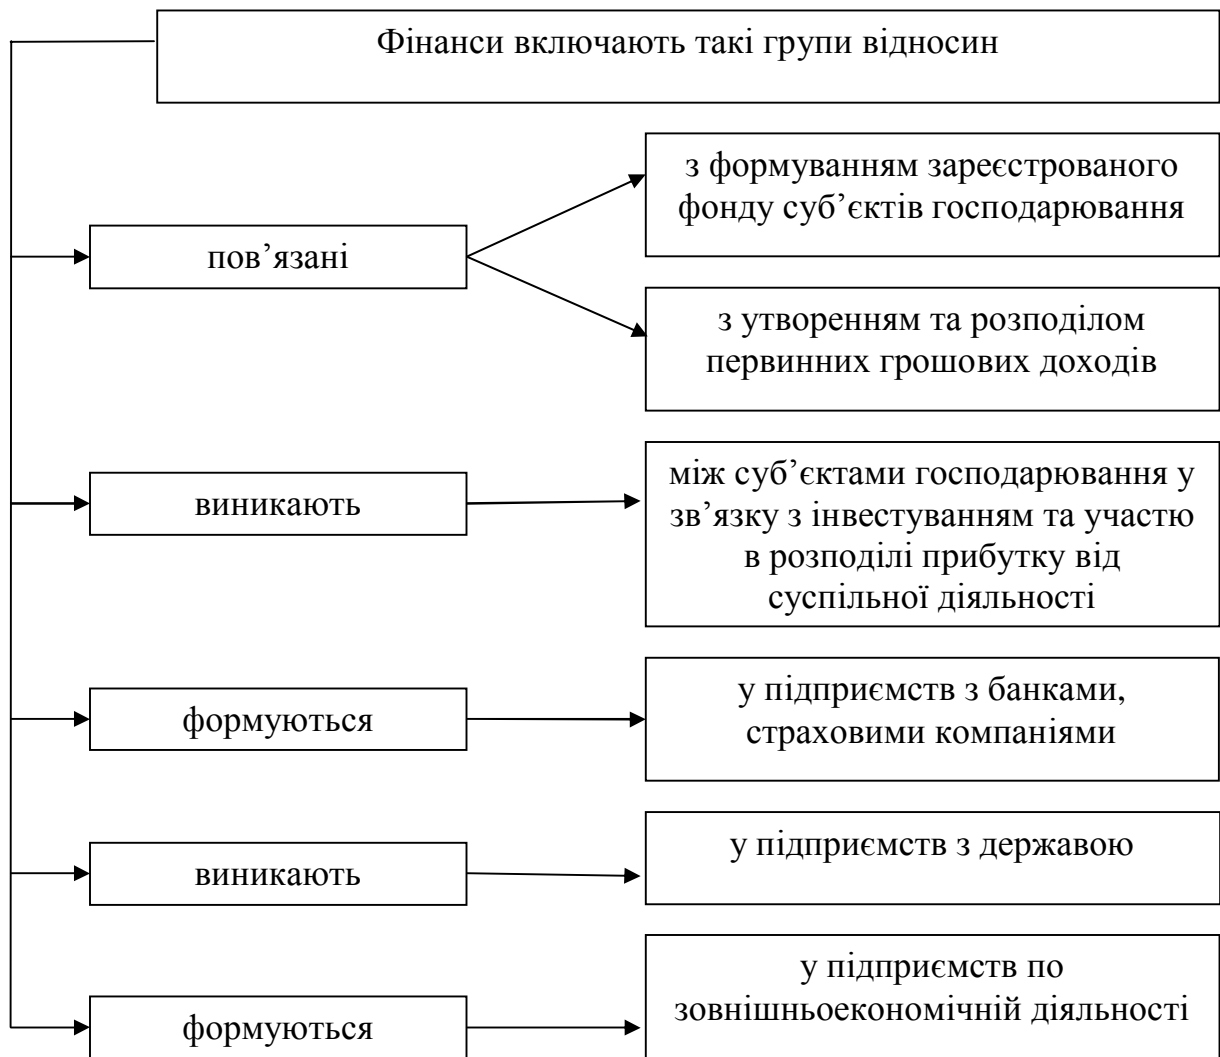 Фінанси включають такі групи відносин
пов’язані
з формуванням зареєстрованого
фонду суб’єктів господарювання
з утворенням та розподілом
первинних грошових доходів
виникають
між суб’єктами господарювання у
зв’язку з інвестуванням та участю
в розподілі прибутку від
суспільної діяльності
формуються
у підприємств з банками,
страховими компаніями
виникають
у підприємств з державою
формуються
у підприємств по
зовнішньоекономічній діяльності